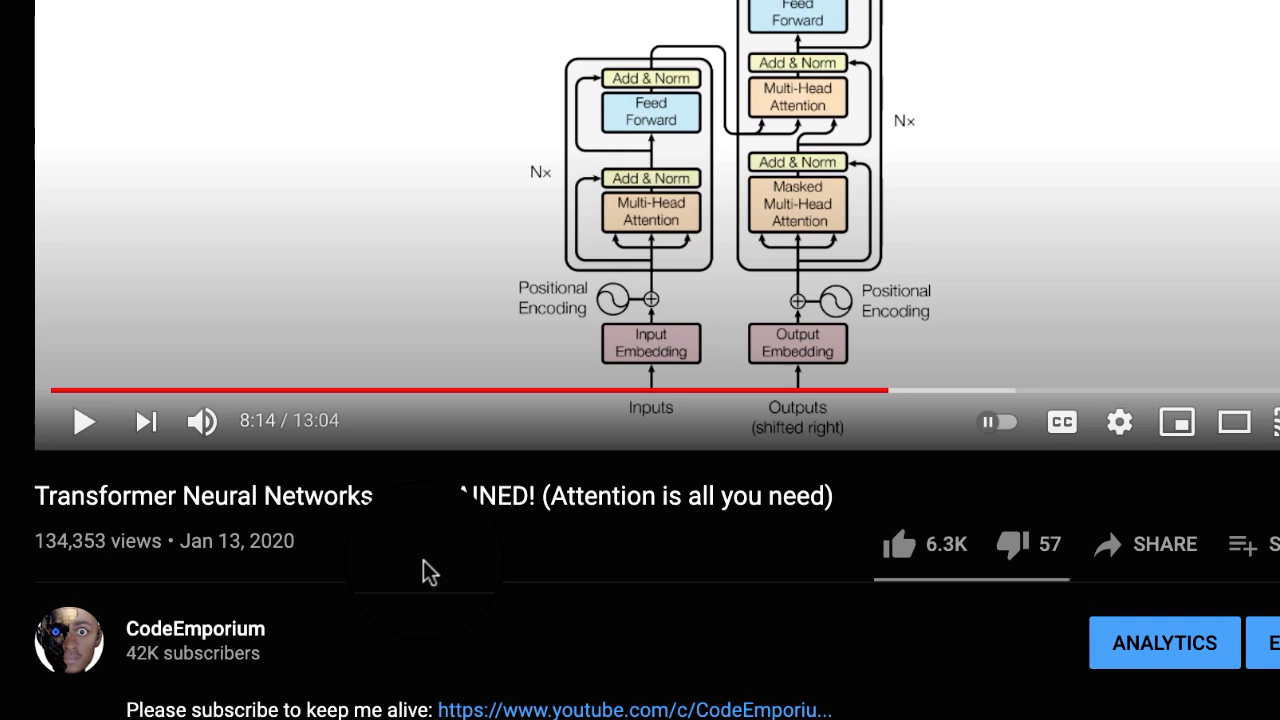 Feed
Forward
Add & Norm
Multi-Head
Attention
Nx
Add & Norm
Masked
Multi-Head
Attention
Add & Norm
Feed
Forward
Nx
Add & Norm
Multi-Head
Attention
Positional
Encoding
Positional
Encoding
Input
Embedding
Output
Embedding
Inputs
Outputs
(shifted right)
8:14 / 13:04
CC
Transformer Neural Networks NED! (Attention is all you need)
134,353 views • Jan 13, 2020
6.3K
57
SHARE
S
CodeEmporium
42K subscribers
ANALYTICS
E
Please subscribe to keep me alive: https://www.youtube.com/c/CodeEmporiu...